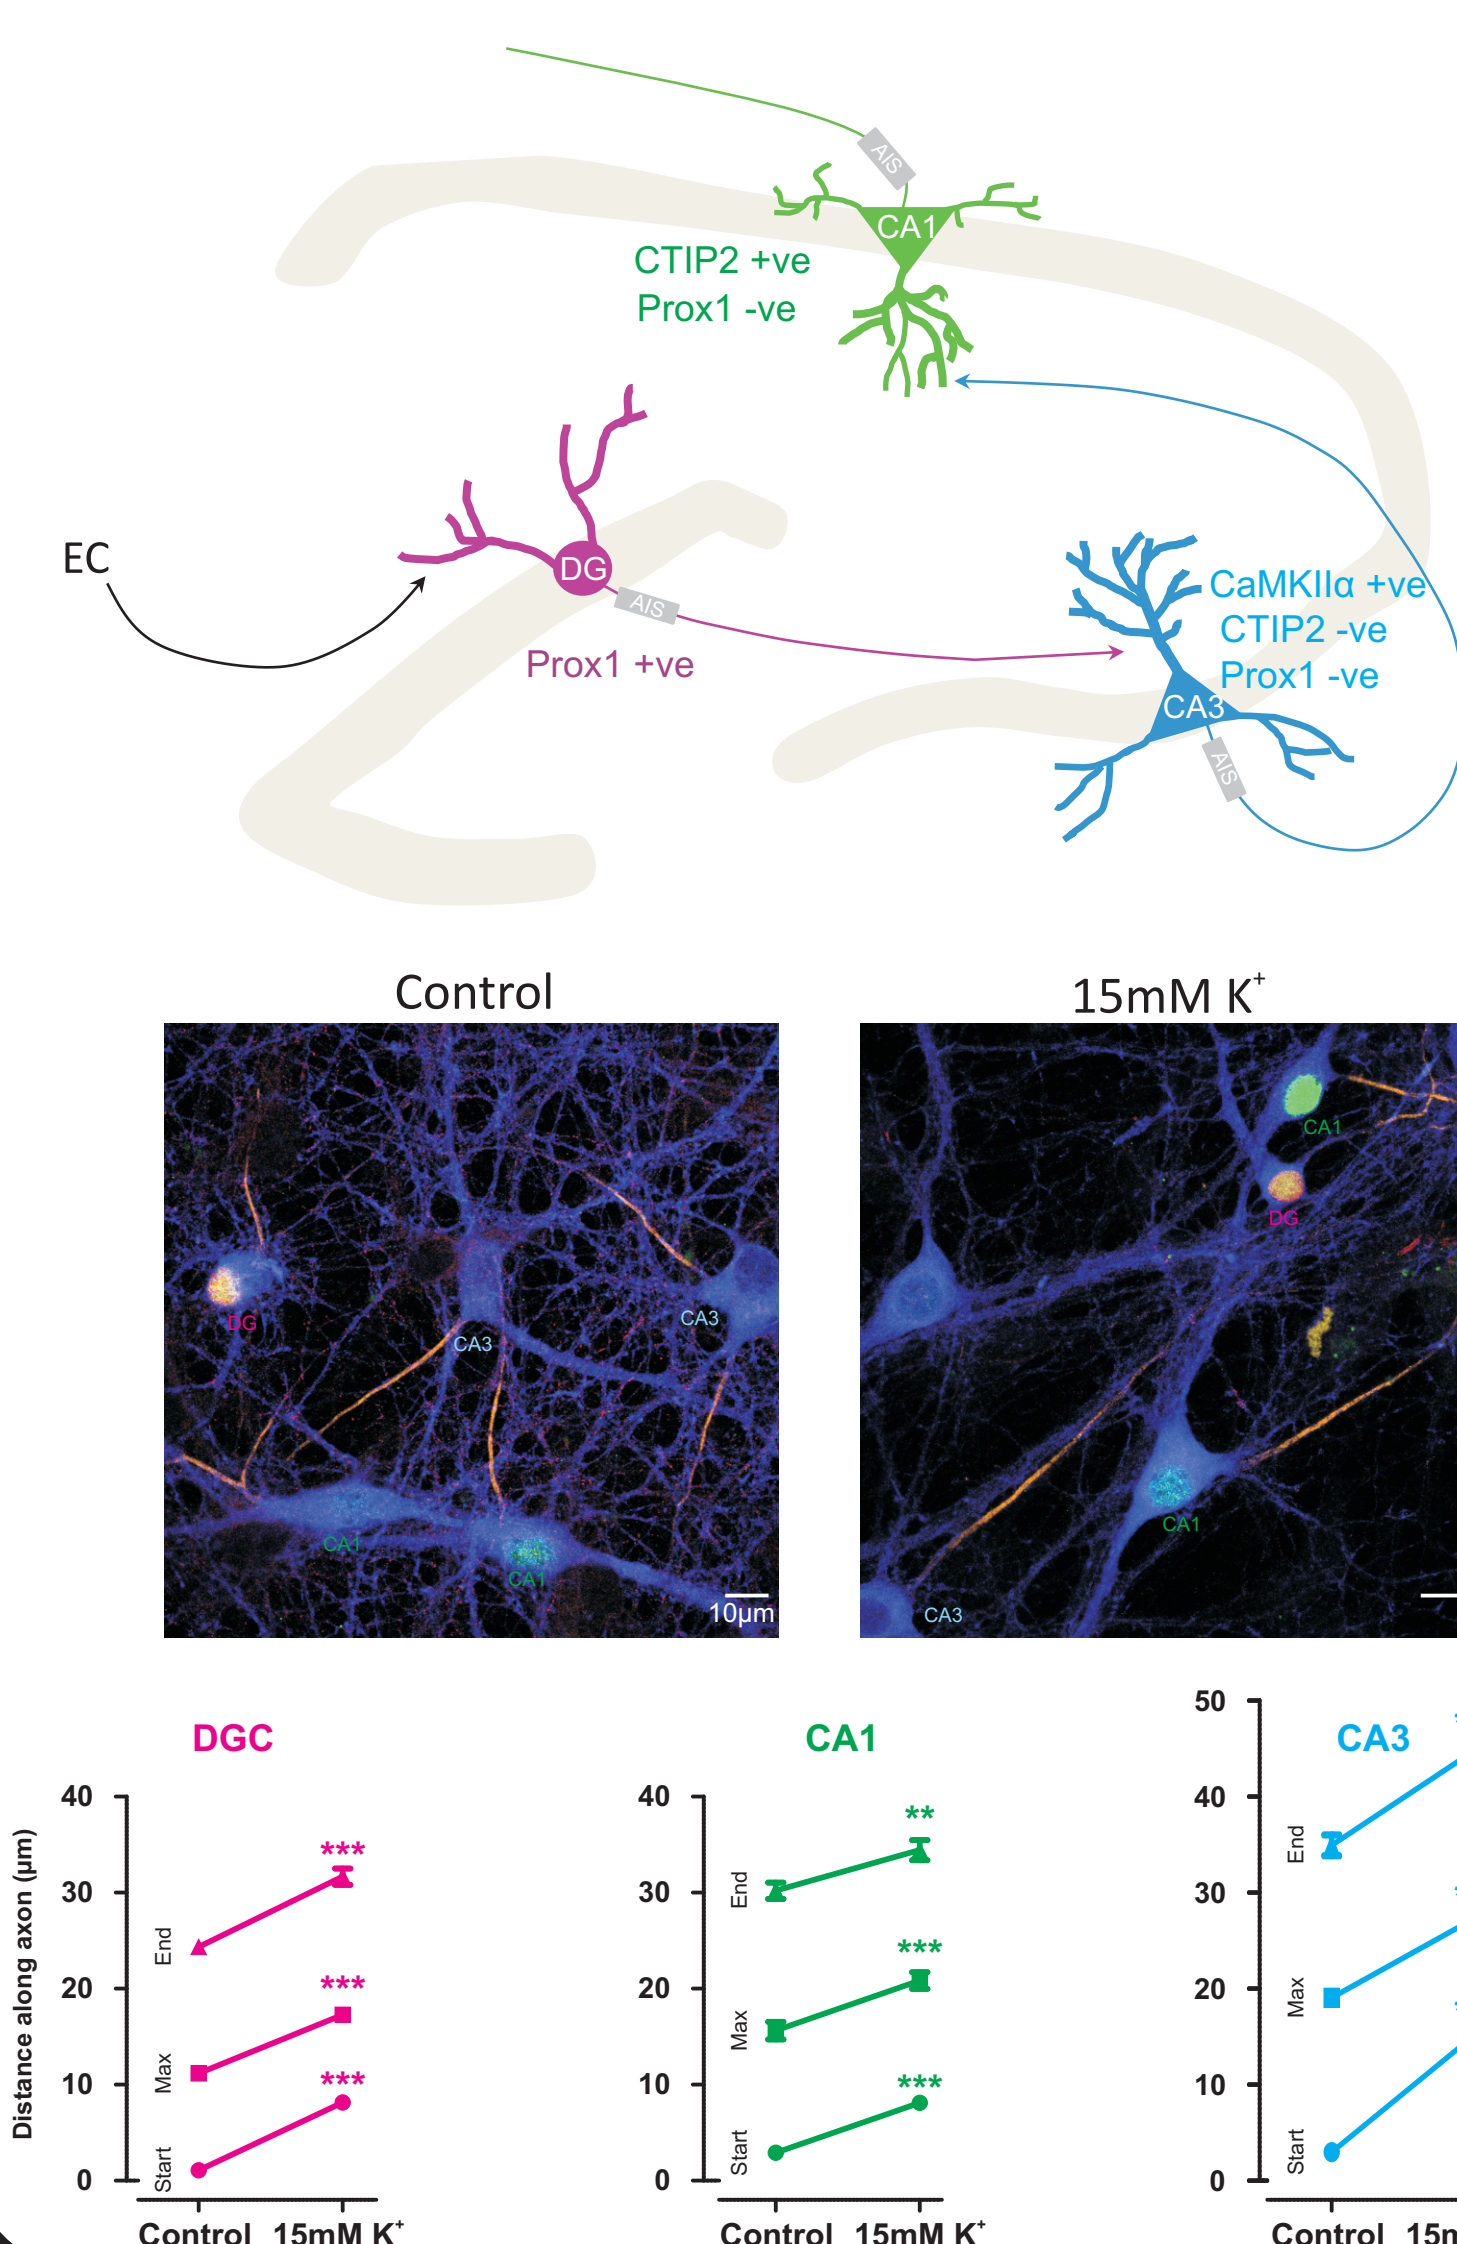 AIS
CA1
CTIP2 +ve
Prox1 -ve
EC
DG
AIS
Prox1 +ve
CaMKIIα +ve
CTIP2 -ve
Prox1 -ve
CA3
AIS
Control
15mM K⁺
CA1
DG
DG
CA3
CA3
CA1
CA1
CA1
CA3
10µm
DGC
CA1
CA3
Distance along axon (µm)
40
30
20
10
0
End
Max
Start
***
***
***
Control 15mM K⁺
40
30
20
10
0
End
Max
Start
**
***
***
Control 15mM K⁺
50
40
30
20
10
0
End
Max
Start
Control